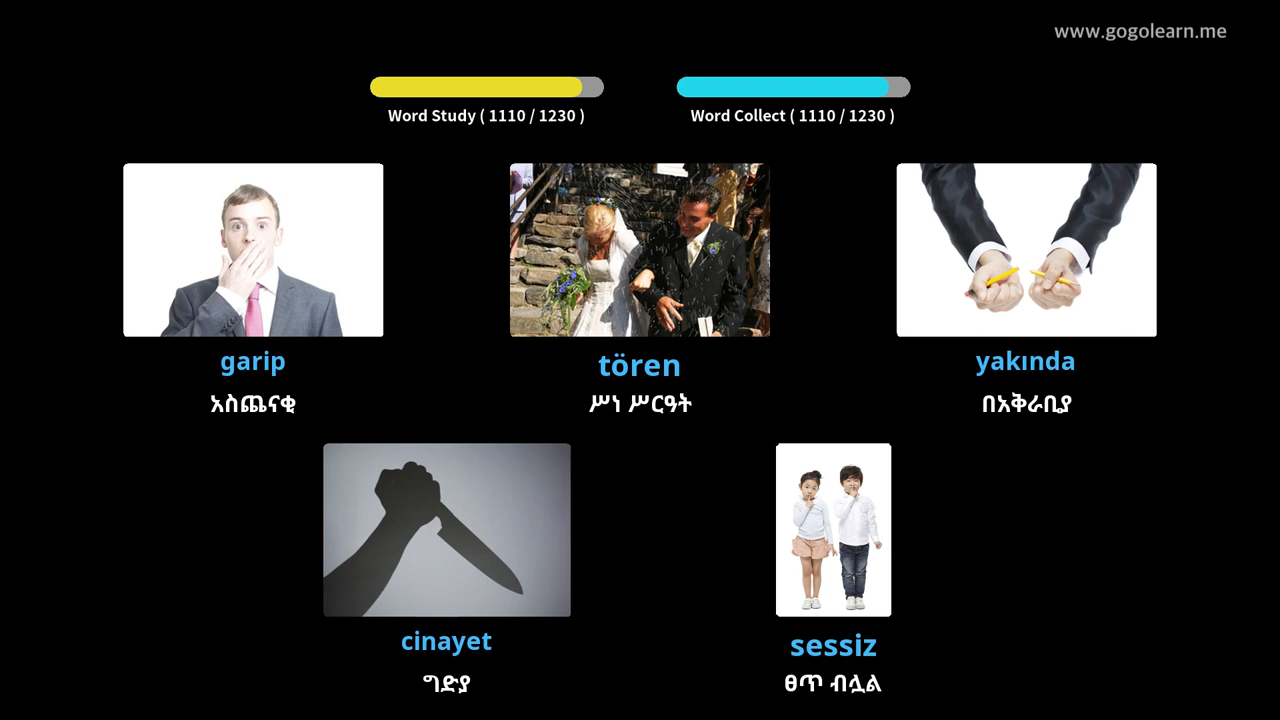 www.gogolearn.me
Word Study ( 1110 / 1230 )
Word Collect ( 1110 / 1230 )
garip
አስጨናቂ
tören
ሥነ ሥርዓት
yakında
በአቅራቢያ
cinayet
ግድያ
sessiz
ፀጥ ብሏል